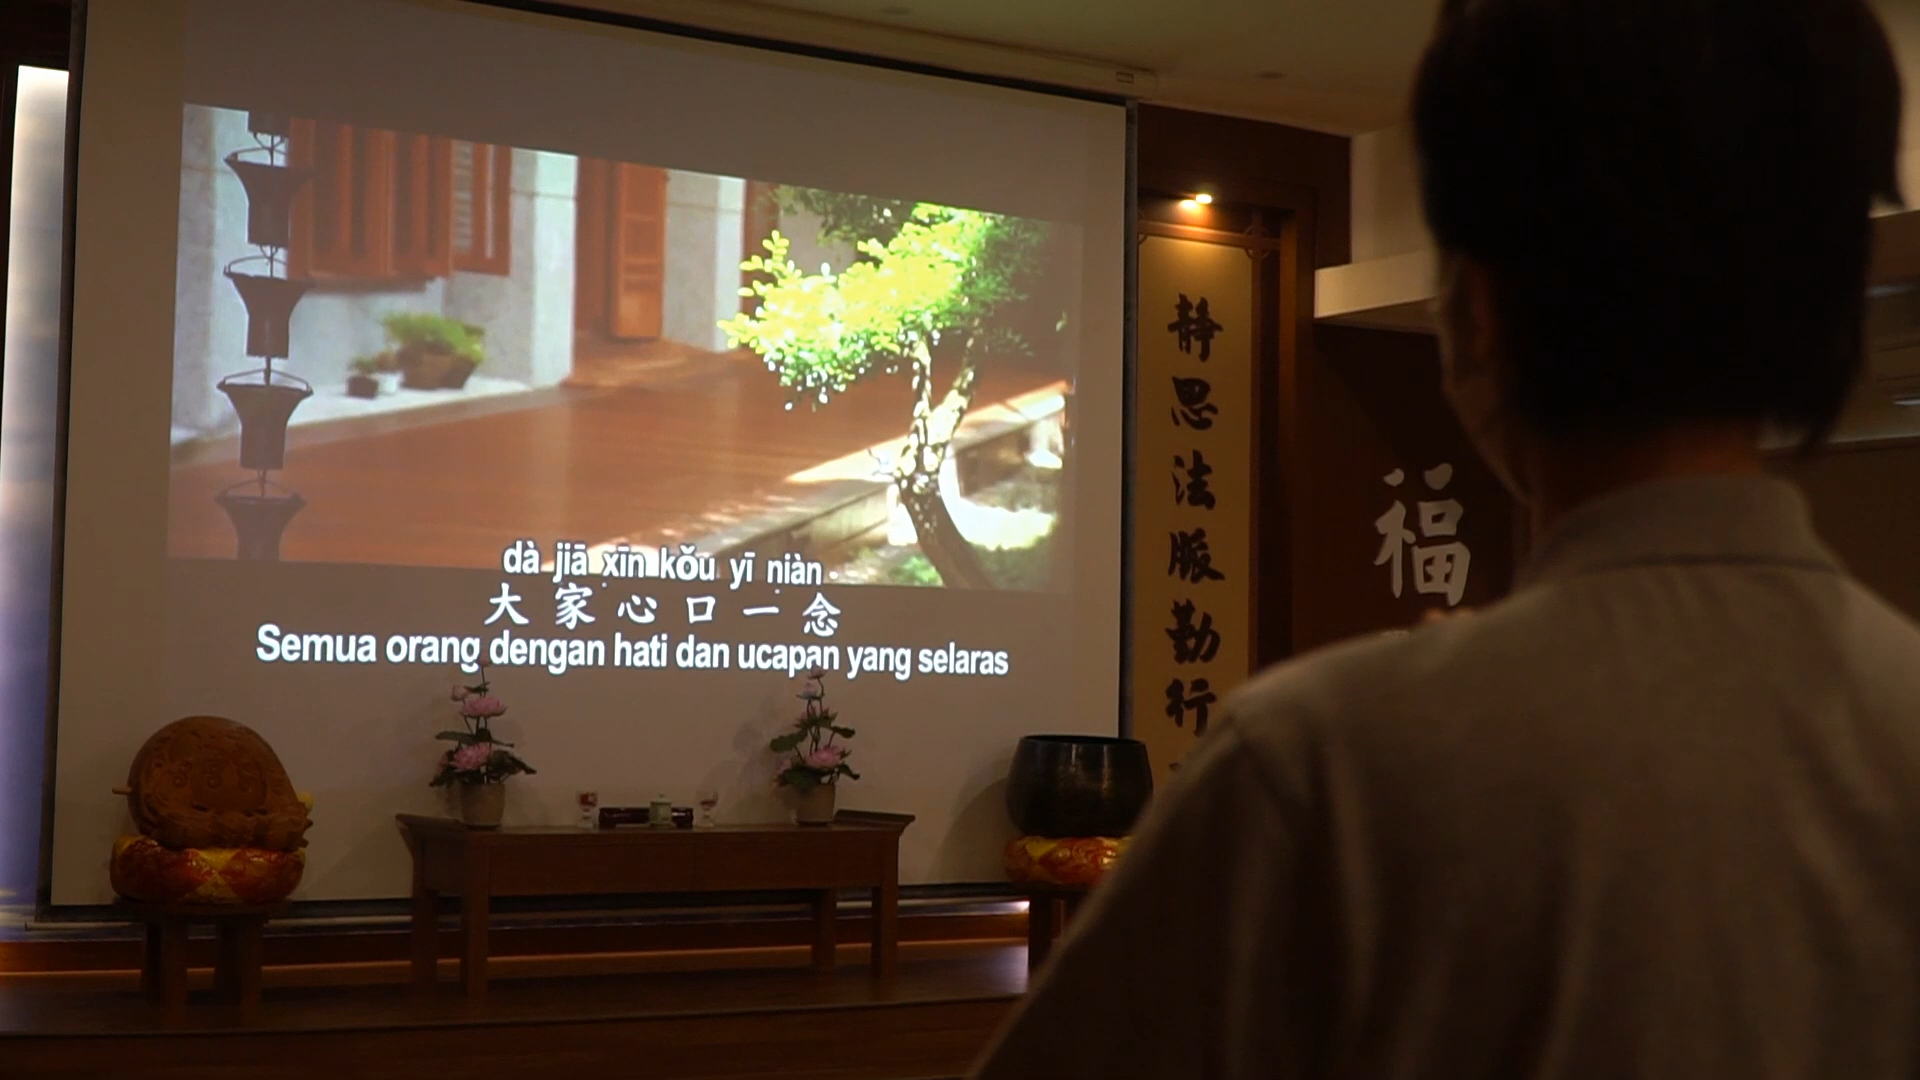 dà jiā xīn kǒu yī niàn
大家心口一念
Semua orang dengan hati dan ucapan yang selaras
靜思法脈勤行
福